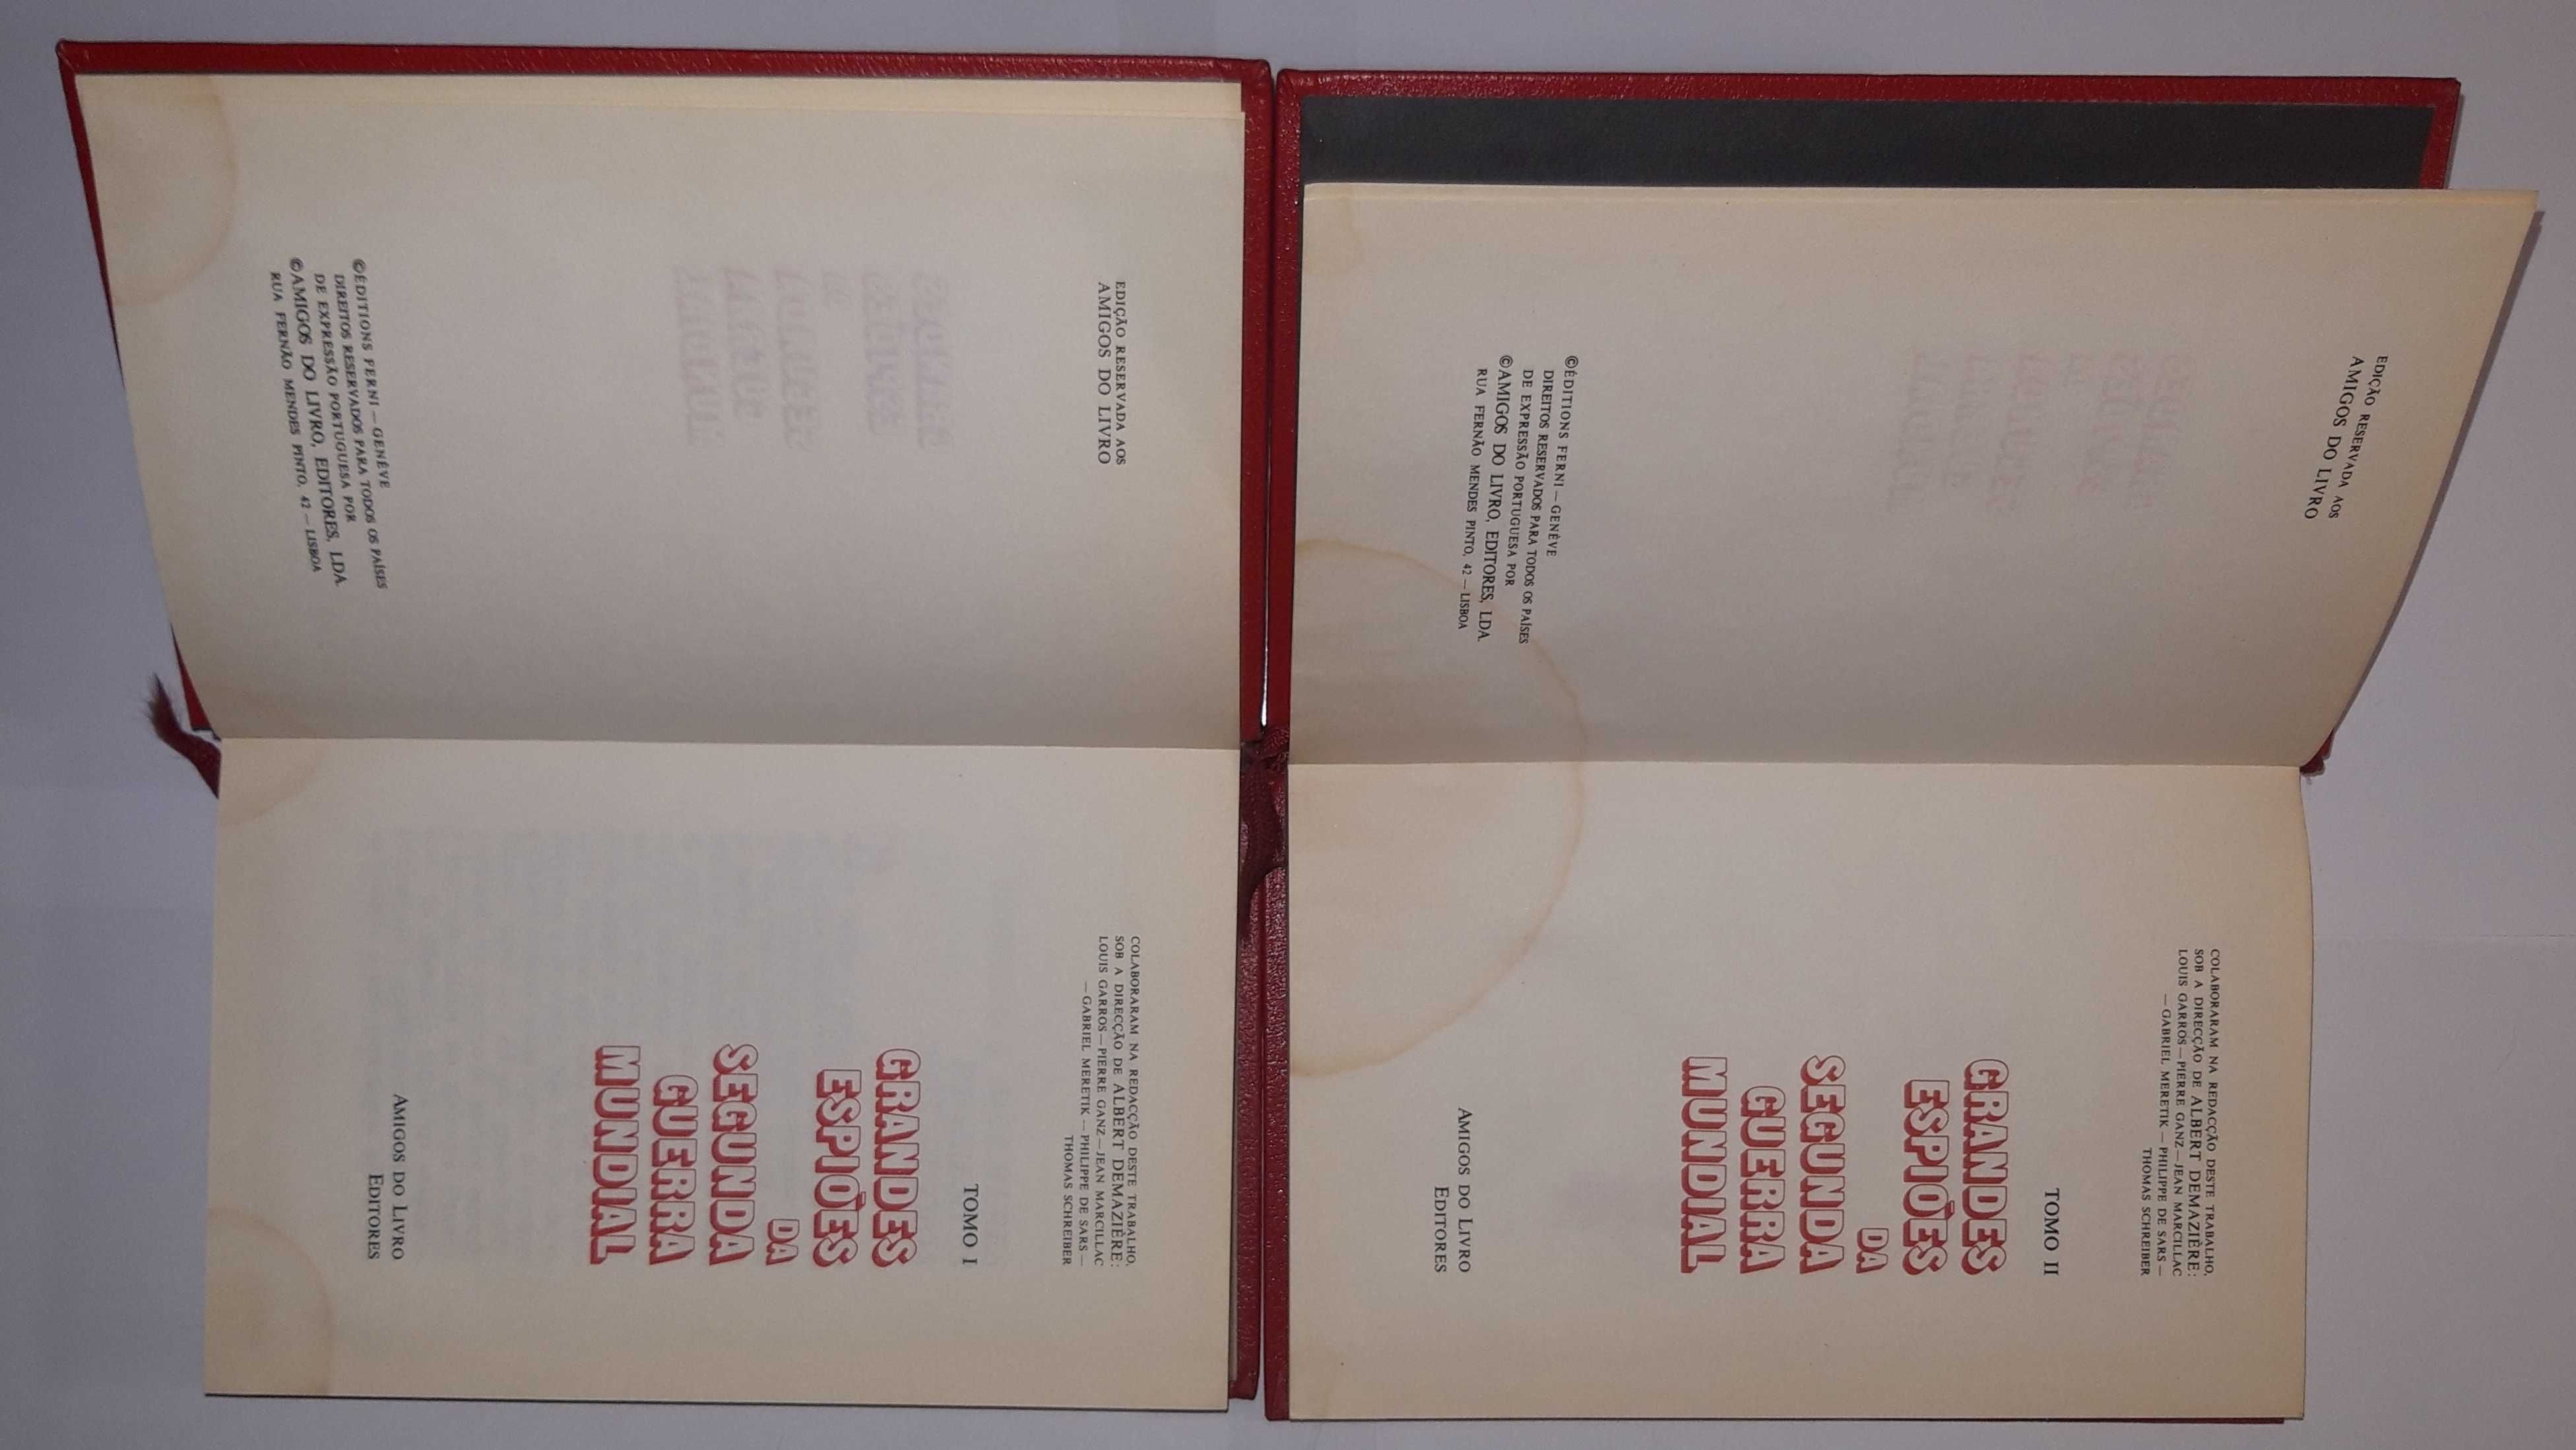 EDIÇÃO RESERVADA AOS
AMIGOS DO LIVRO
©ÉDITIONS FERNI — GENÈVE
DIREITOS RESERVADOS PARA TODOS OS PAÍSES
DE EXPRESSÃO PORTUGUESA POR
©AMIGOS DO LIVRO, EDITORES, LDA.
RUA FERNÃO MENDES PINTO, 42 — LISBOA
COLABORARAM NA REDACÇÃO DESTE TRABALHO,
SOB A DIRECÇÃO DE ALBERT DEMAZIÈRE:
LOUIS GARROS — PIERRE GANZ — JEAN MARCILLAC
— GABRIEL MERETIK — PHILIPPE DE SARS —
THOMAS SCHREIBER
TOMO I
GRANDES
ESPIÕES
DA
SEGUNDA
GUERRA
MUNDIAL
AMIGOS DO LIVRO
EDITORES
EDIÇÃO RESERVADA AOS
AMIGOS DO LIVRO
©ÉDITIONS FERNI — GENÈVE
DIREITOS RESERVADOS PARA TODOS OS PAÍSES
DE EXPRESSÃO PORTUGUESA POR
©AMIGOS DO LIVRO, EDITORES, LDA.
RUA FERNÃO MENDES PINTO, 42 — LISBOA
COLABORARAM NA REDACÇÃO DESTE TRABALHO,
SOB A DIRECÇÃO DE ALBERT DEMAZIÈRE:
LOUIS GARROS — PIERRE GANZ — JEAN MARCILLAC
— GABRIEL MERETIK — PHILIPPE DE SARS —
THOMAS SCHREIBER
TOMO II
GRANDES
ESPIÕES
DA
SEGUNDA
GUERRA
MUNDIAL
AMIGOS DO LIVRO
EDITORES